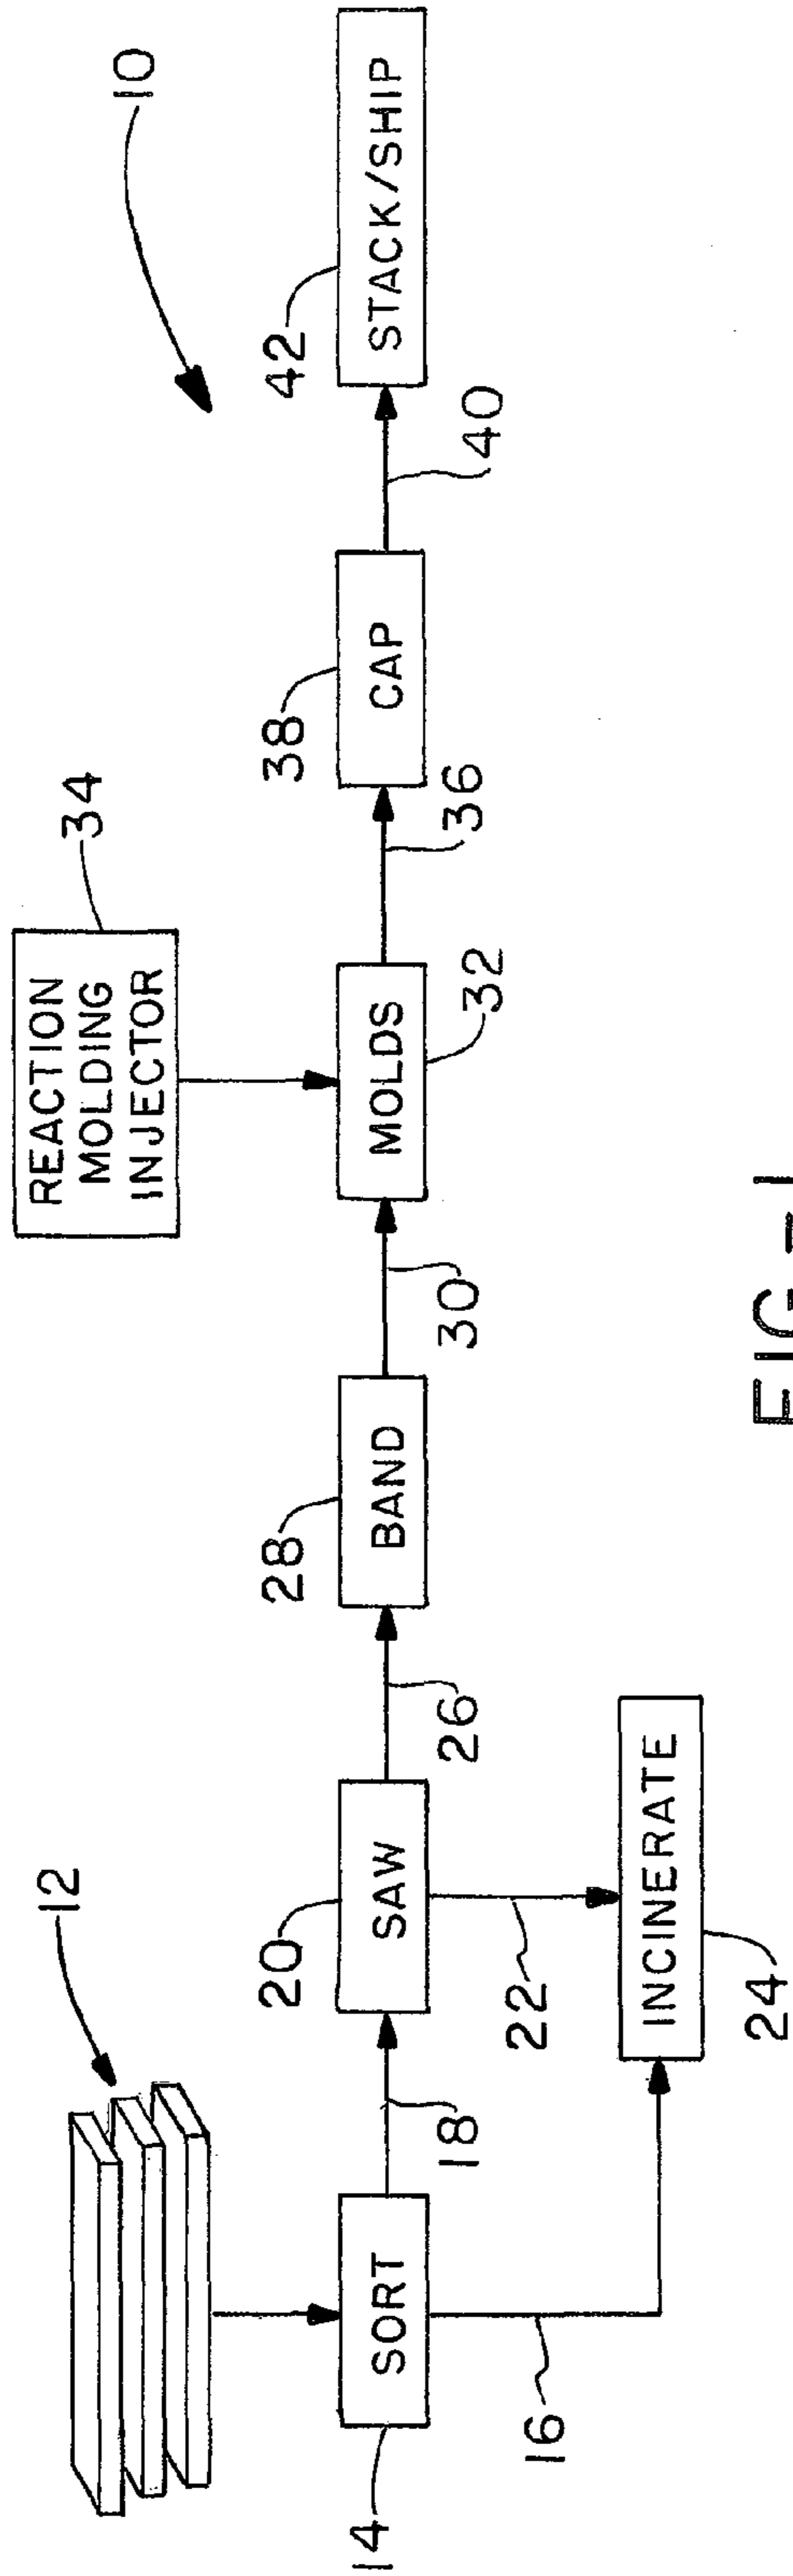 10
12
REACTION
MOLDING
INJECTOR
34
14
SORT
18
20
SAW
26
28
BAND
30
MOLDS
32
36
38
CAP
40
42
STACK/SHIP
16
22
INCINERATE
24
FIG.-1